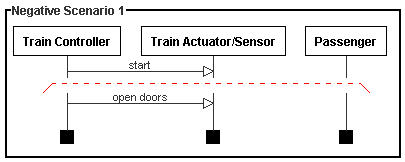 Negative Scenario 1
Train Controller
Train Actuator/Sensor
Passenger
start
open doors